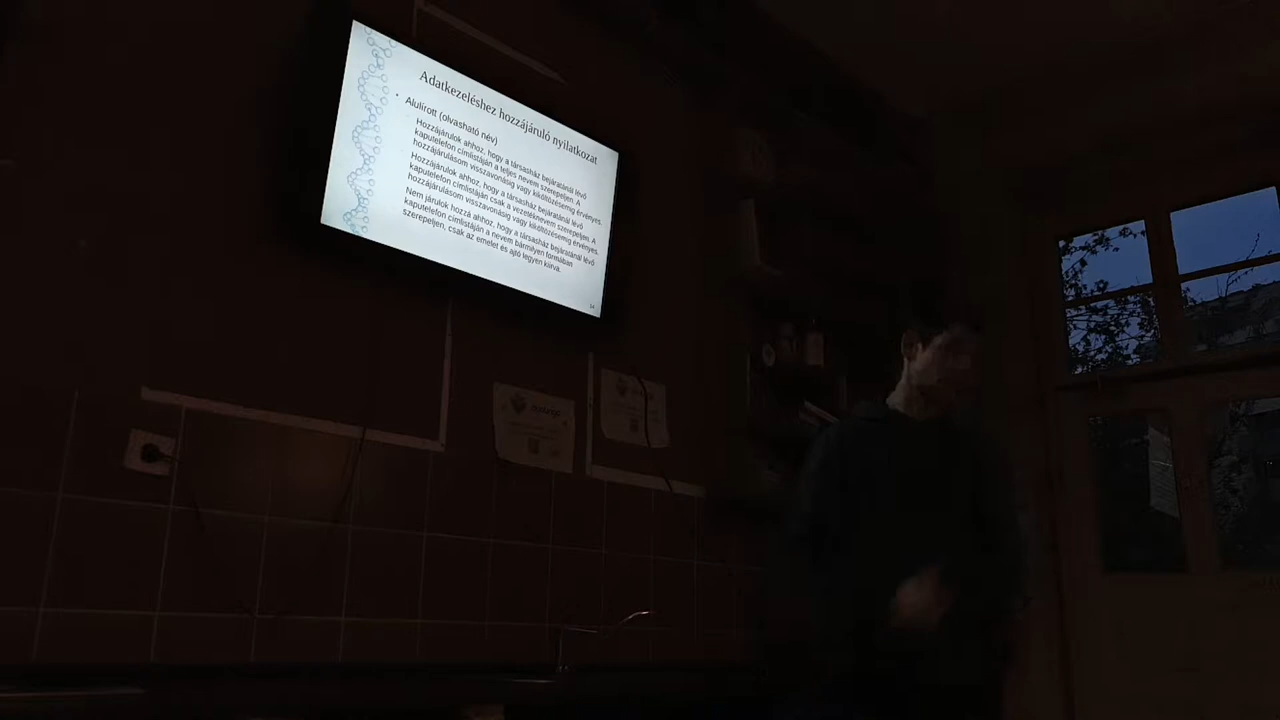 Adatkezeléshez hozzájáruló nyilatkozat
• Alulírott (olvasható név)
Hozzájárulok ahhoz, hogy a társasház bejáratánál lévő
kaputelefon címlistáján a teljes nevem szerepeljen. A
hozzájárulásom visszavonásig vagy kiköltözésemig érvényes.
Hozzájárulok ahhoz, hogy a társasház bejáratánál lévő
kaputelefon címlistáján csak a vezetéknevem szerepeljen. A
hozzájárulásom visszavonásig vagy kiköltözésemig érvényes.
Nem járulok hozzá ahhoz, hogy a társasház bejáratánál lévő
kaputelefon címlistáján a nevem bármilyen formában
szerepeljen, csak az emelet és ajtó legyen kiírva.